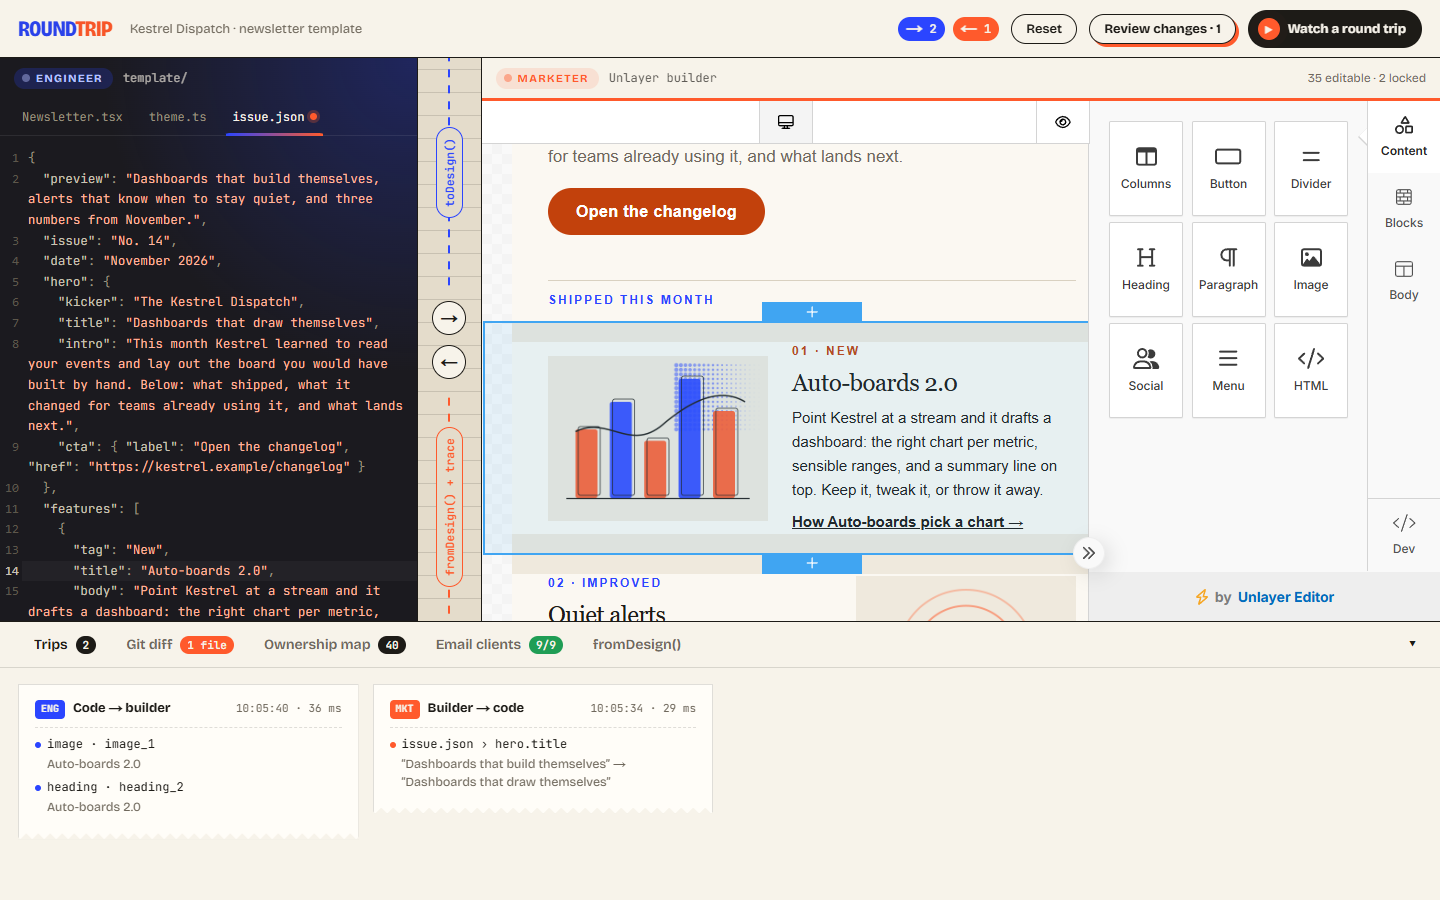 ROUNDTRIP
Kestrel Dispatch · newsletter template
→ 2
← 1
Reset
Review changes · 1
Watch a round trip
ENGINEER
template/
Newsletter.tsx
theme.ts
issue.json
1 {
2 "preview": "Dashboards that build themselves,
alerts that know when to stay quiet, and three
numbers from November.",
3 "issue": "No. 14",
4 "date": "November 2026",
5 "hero": {
6 "kicker": "The Kestrel Dispatch",
7 "title": "Dashboards that draw themselves",
8 "intro": "This month Kestrel learned to read
your events and lay out the board you would have
built by hand. Below: what shipped, what it
changed for teams already using it, and what lands
next.",
9 "cta": { "label": "Open the changelog",
"href": "https://kestrel.example/changelog" }
10 },
11 "features": [
12 {
13 "tag": "New",
14 "title": "Auto-boards 2.0",
15 "body": "Point Kestrel at a stream and it
drafts a dashboard: the right chart per metric,
toDesign()
→
←
fromDesign() + trace
MARKETER
Unlayer builder
35 editable · 2 locked
for teams already using it, and what lands next.
Open the changelog
SHIPPED THIS MONTH
01 · NEW
Auto-boards 2.0
Point Kestrel at a stream and it drafts a
dashboard: the right chart per metric,
sensible ranges, and a summary line on
top. Keep it, tweak it, or throw it away.
How Auto-boards pick a chart →
02 · IMPROVED
Quiet alerts
Columns
Button
Divider
Heading
Paragraph
Image
Social
Menu
HTML
Content
Blocks
Body
Dev
by Unlayer Editor
Trips 2
Git diff 1 file
Ownership map 40
Email clients 9/9
fromDesign()
ENG Code → builder 10:05:40 · 36 ms
image · image_1
Auto-boards 2.0
heading · heading_2
Auto-boards 2.0
MKT Builder → code 10:05:34 · 29 ms
issue.json › hero.title
"Dashboards that build themselves" →
"Dashboards that draw themselves"